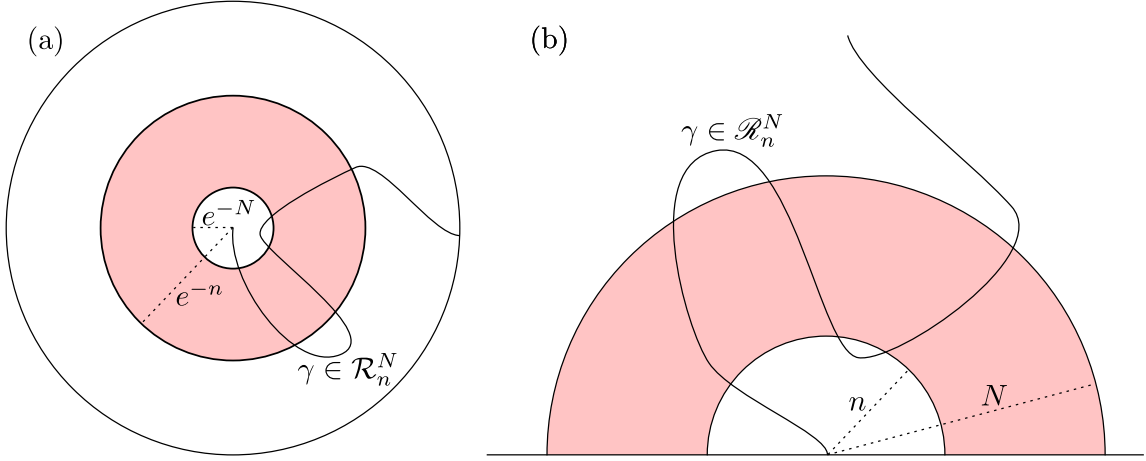 (a)
e^{-N}
e^{-n}
γ ∈ 𝓡_n^N
(b)
γ ∈ ℛ_n^N
n
N